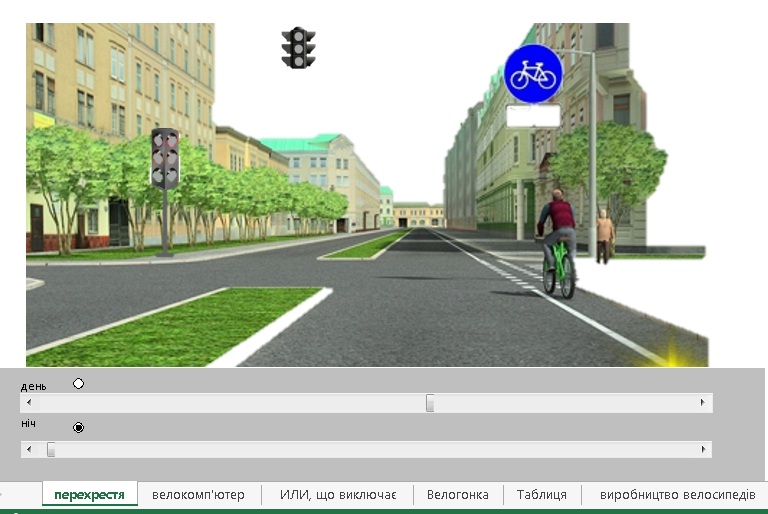 день
ніч
перехрестя велокомп'ютер ИЛИ, що виключає Велогонка Таблиця виробництво велосипедів